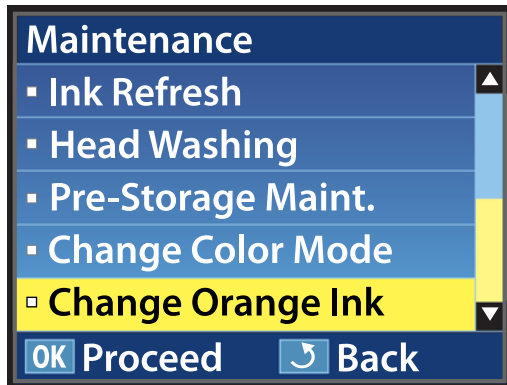 Maintenance
Ink Refresh
Head Washing
Pre-Storage Maint.
Change Color Mode
Change Orange Ink
OK Proceed Back